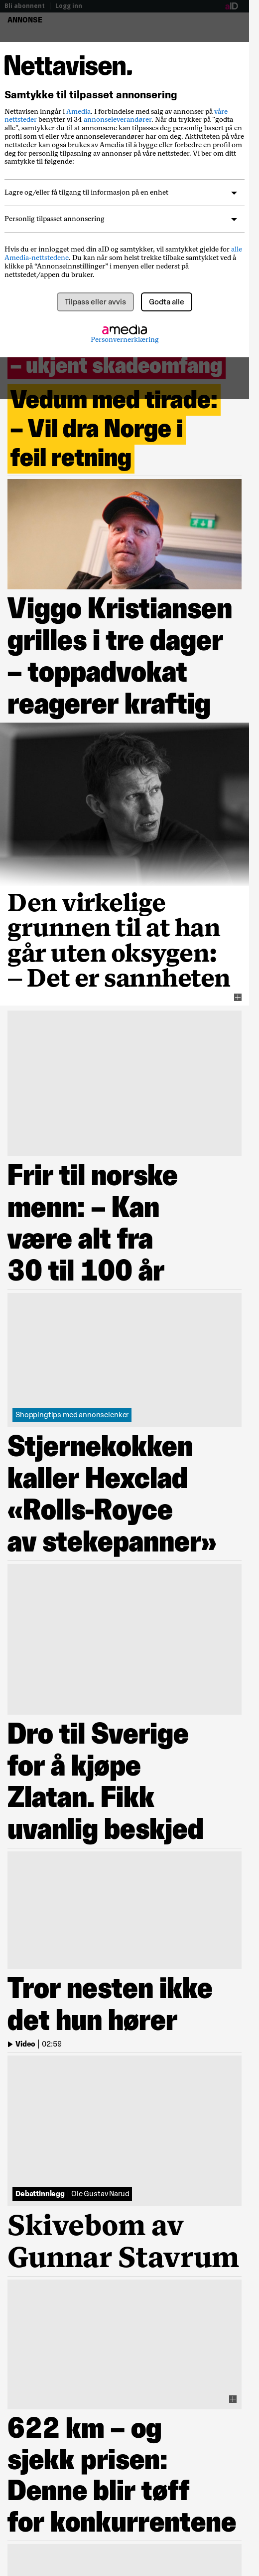 Bli abonnent | Logg inn
aID
ANNONSE
Nettavisen.
Samtykke til tilpasset annonsering
Nettavisen inngår i Amedia. I forbindelse med salg av annonser på våre
nettsteder benytter vi 34 annonseleverandører. Når du trykker på "godta
alle", samtykker du til at annonsene kan tilpasses deg personlig basert på en
profil som vi eller våre annonseleverandører har om deg. Aktiviteten på våre
nettsteder kan også brukes av Amedia til å bygge eller forbedre en profil om
deg for personlig tilpasning av annonser på våre nettsteder. Vi ber om ditt
samtykke til følgende:
Lagre og/eller få tilgang til informasjon på en enhet
Personlig tilpasset annonsering
Hvis du er innlogget med din aID og samtykker, vil samtykket gjelde for alle
Amedia-nettstedene. Du kan når som helst trekke tilbake samtykket ved å
klikke på “Annonseinnstillinger” i menyen eller nederst på
nettstedet/appen du bruker.
Tilpass eller avvis
Godta alle
amedia
Personvernerklæring
– ukjent skadeomfang
Vedum med tirade:
– Vil dra Norge i
feil retning
Viggo Kristiansen
grilles i tre dager
– toppadvokat
reagerer kraftig
Den virkelige
grunnen til at han
går uten oksygen:
– Det er sannheten
Frir til norske
menn: – Kan
være alt fra
30 til 100 år
Shoppingtips med annonselenker
Stjernekokken
kaller Hexclad
«Rolls-Royce
av stekepanner»
Dro til Sverige
for å kjøpe
Zlatan. Fikk
uvanlig beskjed
Tror nesten ikke
det hun hører
Video | 02:59
Debattinnlegg | Ole Gustav Narud
Skivebom av
Gunnar Stavrum
622 km – og
sjekk prisen:
Denne blir tøff
for konkurrentene